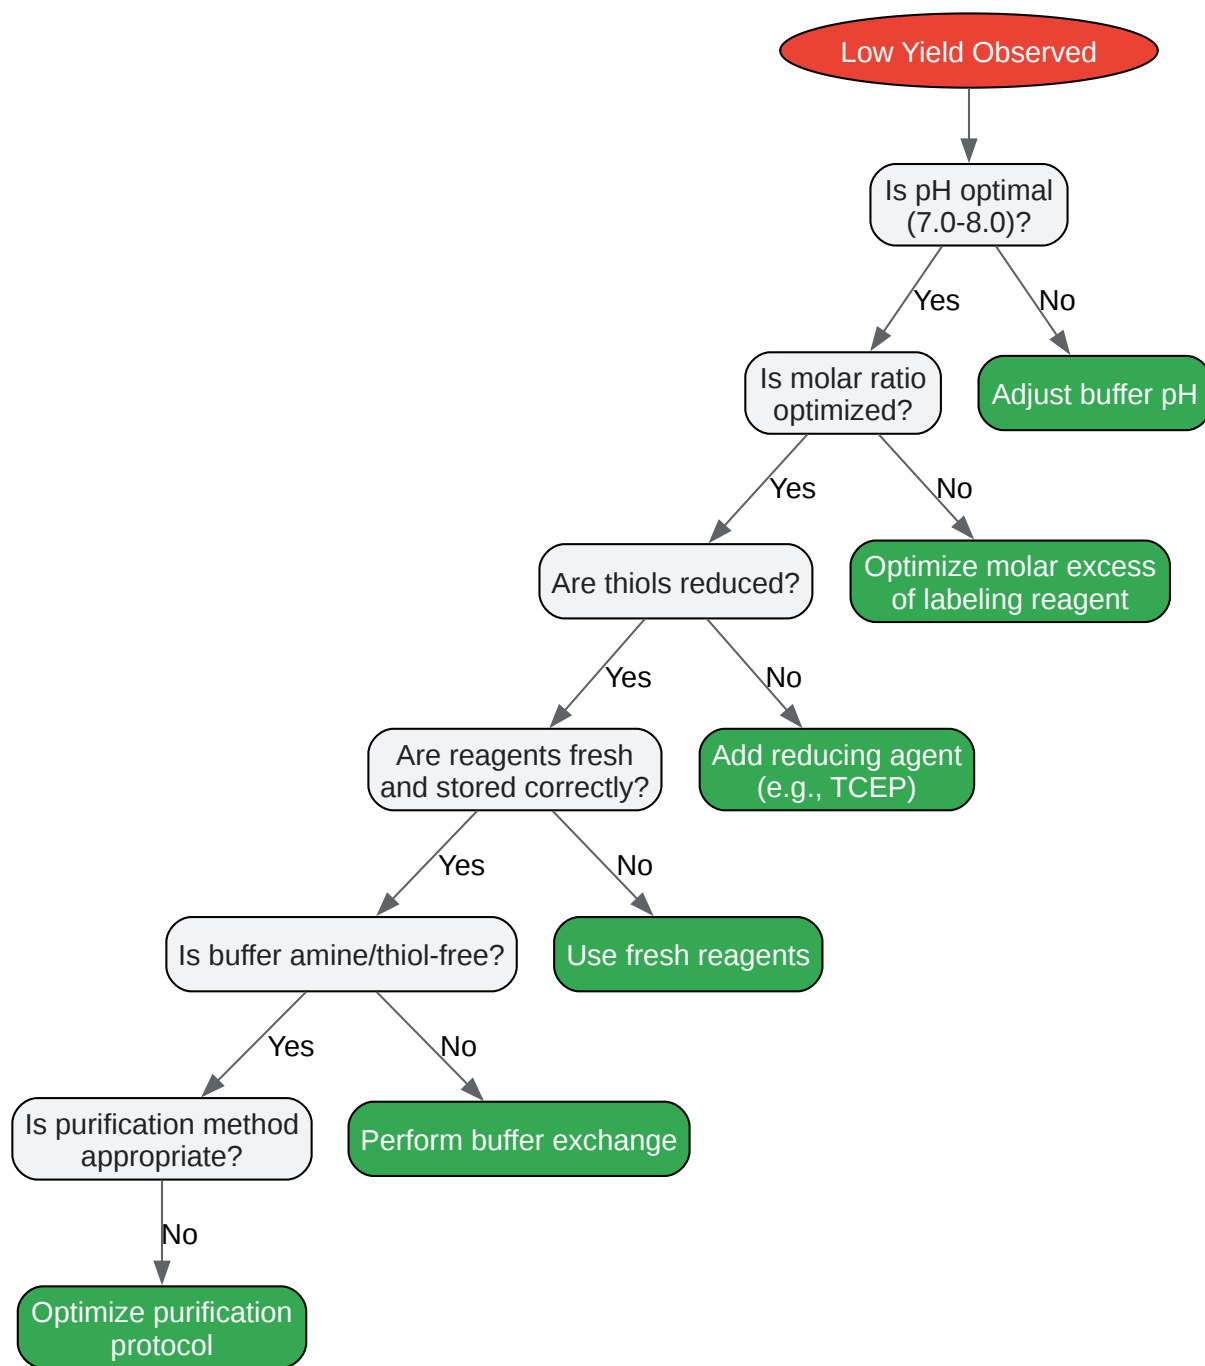 Low Yield Observed
Is pH optimal
(7.0-8.0)?
Yes
No
Is molar ratio
optimized?
Adjust buffer pH
Yes
No
Are thiols reduced?
Optimize molar excess
of labeling reagent
Yes
No
Are reagents fresh
and stored correctly?
Add reducing agent
(e.g., TCEP)
Yes
No
Is buffer amine/thiol-free?
Use fresh reagents
Yes
No
Is purification method
appropriate?
Perform buffer exchange
No
Optimize purification
protocol